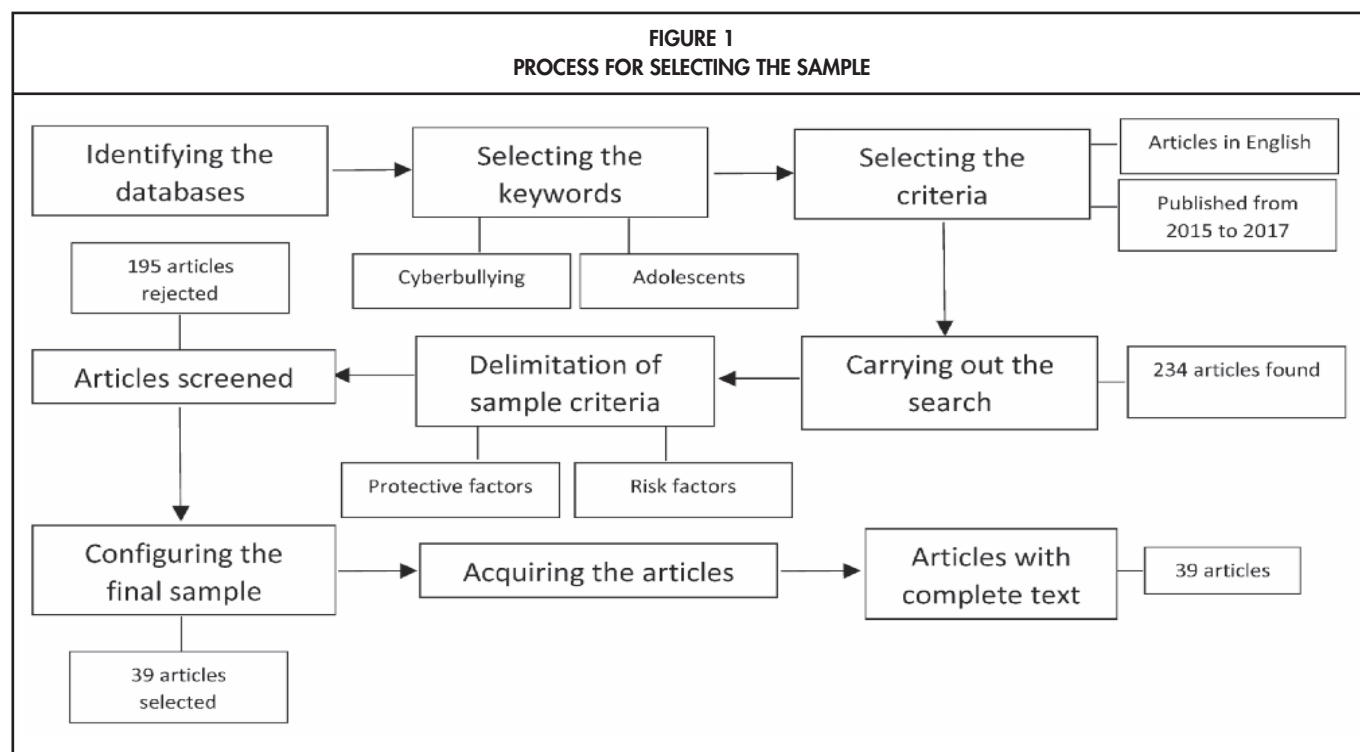 FIGURE 1
PROCESS FOR SELECTING THE SAMPLE
Identifying the
databases
Selecting the
keywords
Cyberbullying
Adolescents
Selecting the
criteria
Articles in English
Published from
2015 to 2017
Carrying out the
search
234 articles found
Delimitation of
sample criteria
Protective factors
Risk factors
195 articles
rejected
Articles screened
Configuring the
final sample
39 articles
selected
Acquiring the articles
Articles with
complete text
39 articles